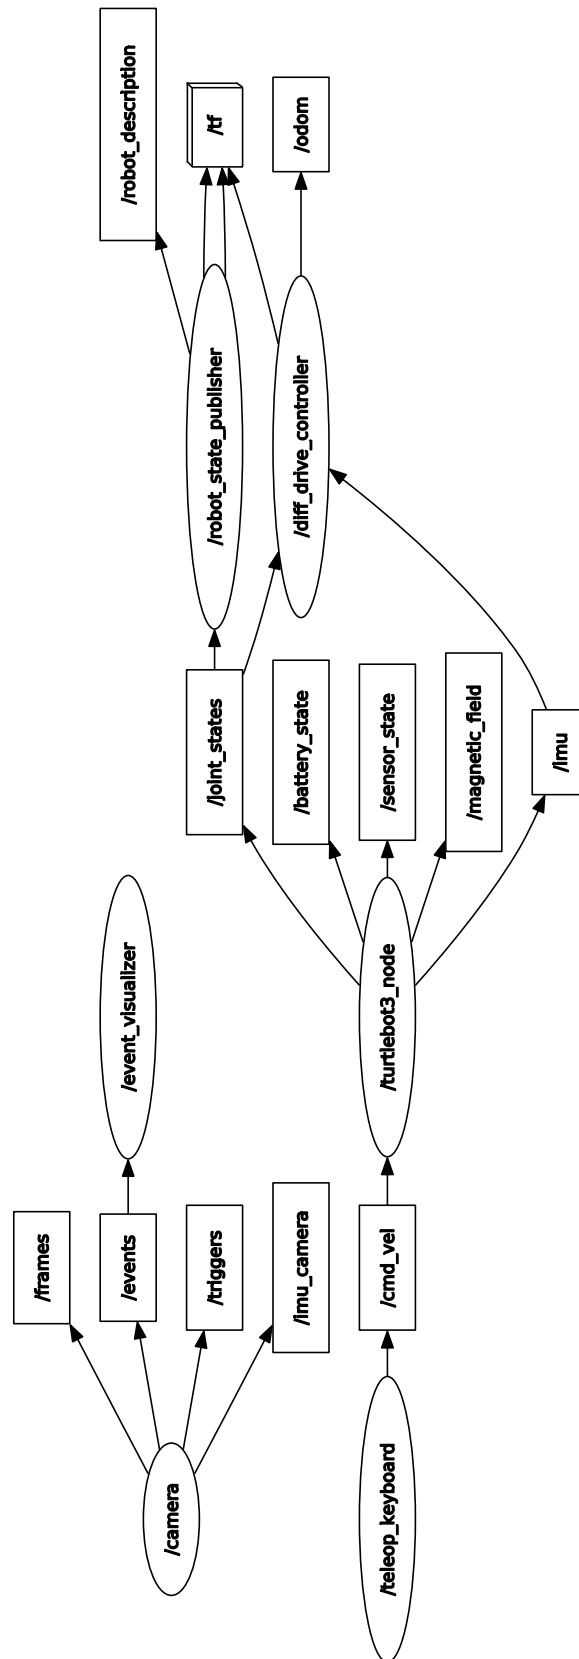 /camera
/teleop_keyboard
/frames
/events
/triggers
/imu_camera
/cmd_vel
/event_visualizer
/turtlebot3_node
/joint_states
/battery_state
/sensor_state
/magnetic_field
/imu
/robot_state_publisher
/diff_drive_controller
/robot_description
/tf
/odom